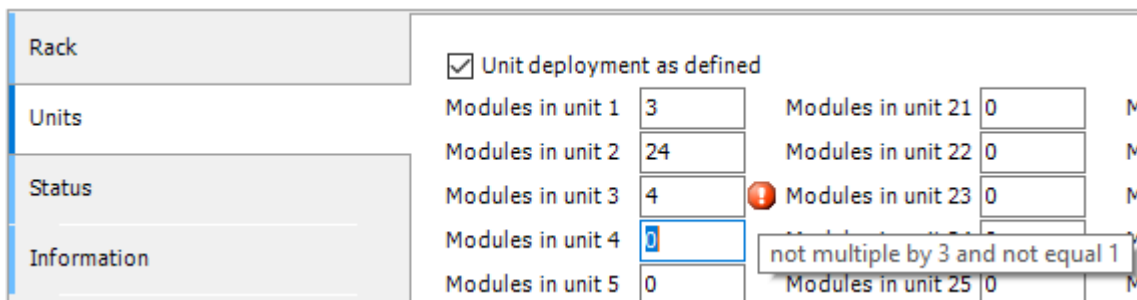 Rack
Units
Status
Information
Unit deployment as defined
Modules in unit 1 3 Modules in unit 21 0
Modules in unit 2 24 Modules in unit 22 0
Modules in unit 3 4 Modules in unit 23 0
Modules in unit 4 0
not multiple by 3 and not equal 1
Modules in unit 5 0 Modules in unit 25 0